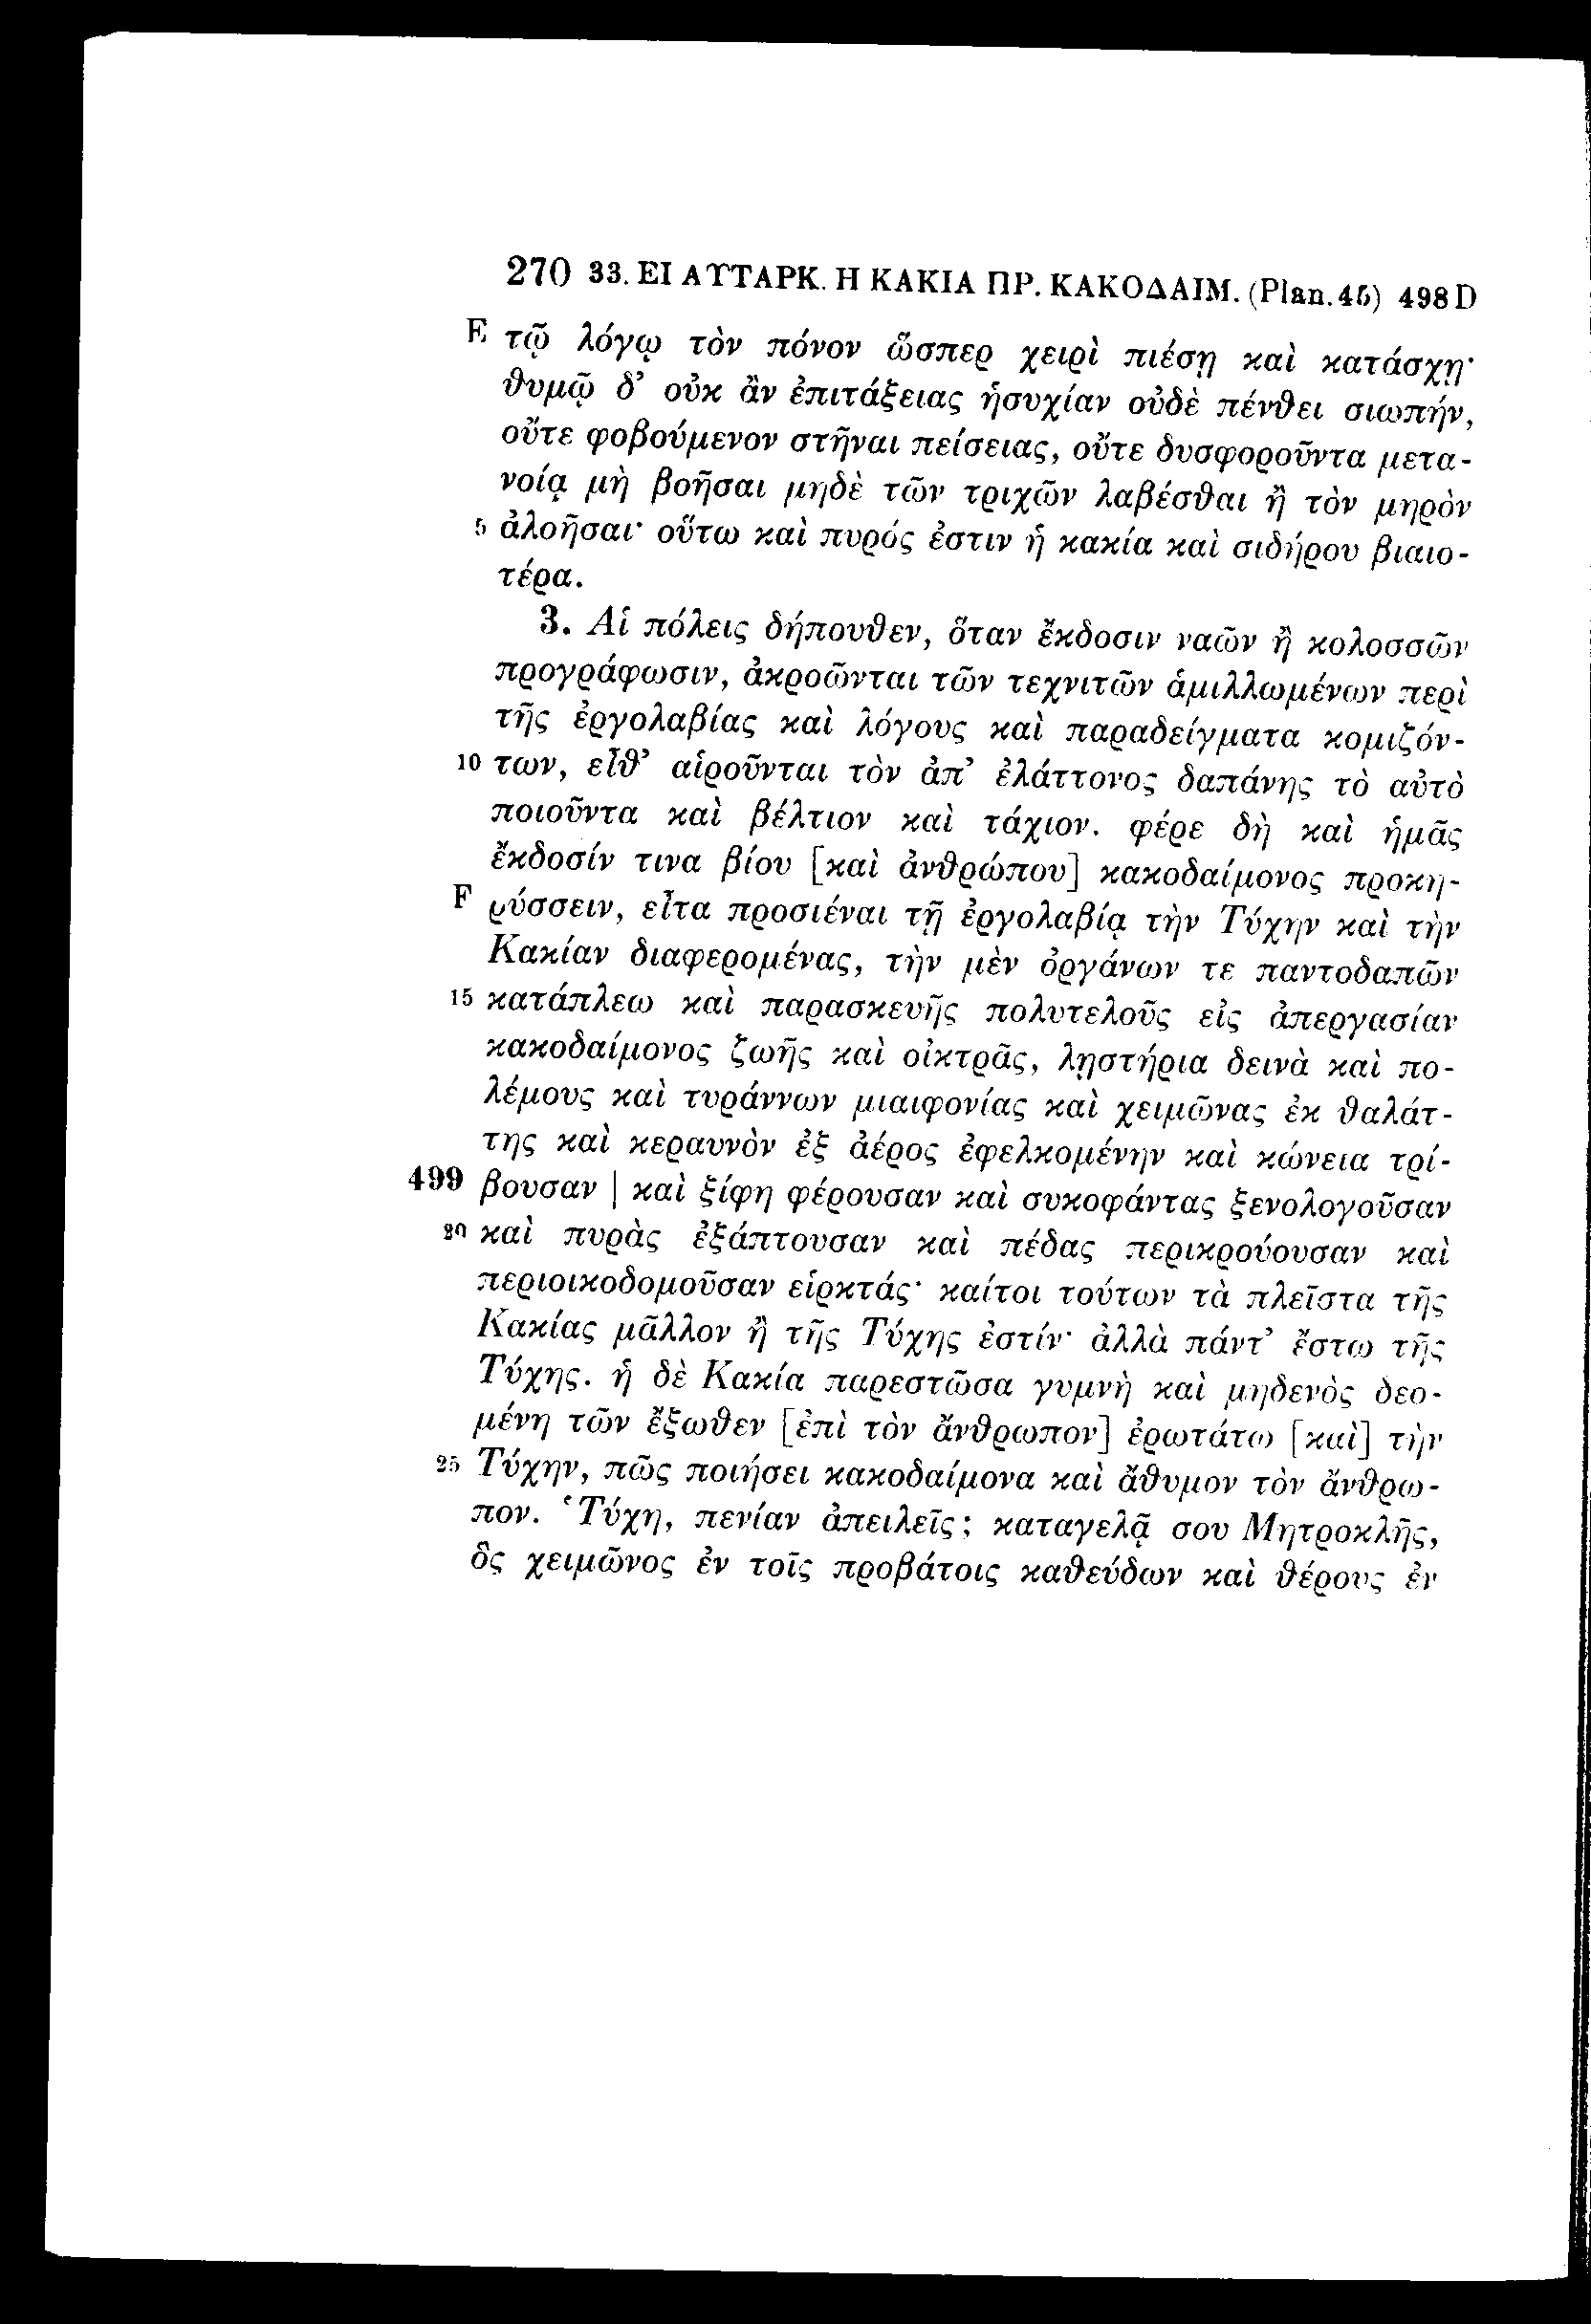 270 33. ΕΙ ΑΥΤΑΡΚ. Η ΚΑΚΙΑ ΠΡ. ΚΑΚΟΔΑΙΜ. (Plan. 45) 498 D
E τῷ λόγῳ τὸν πόνον ὥσπερ χειρὶ πιέσῃ καὶ κατάσχῃ·
θυμῷ δ’ οὐκ ἂν ἐπιτάξειας ἡσυχίαν οὐδὲ πένθει σιωπήν,
οὔτε φοβούμενον στῆναι πείσειας, οὔτε δυσφοροῦντα μετα-
νοίᾳ μὴ βοῆσαι μηδὲ τῶν τριχῶν λαβέσθαι ἢ τὸν μηρὸν
5 ἀλοῆσαι· οὕτω καὶ πυρός ἐστιν ἡ κακία καὶ σιδήρου βιαιο-
τέρα.
3. Αἱ πόλεις δήπουθεν, ὅταν ἔκδοσιν ναῶν ἢ κολοσσῶν
προγράφωσιν, ἀκροῶνται τῶν τεχνιτῶν ἁμιλλωμένων περὶ
τῆς ἐργολαβίας καὶ λόγους καὶ παραδείγματα κομιζόν-
10 των, εἶθ’ αἱροῦνται τὸν ἀπ’ ἐλάττονος δαπάνης τὸ αὐτὸ
ποιοῦντα καὶ βέλτιον καὶ τάχιον. φέρε δὴ καὶ ἡμᾶς
ἔκδοσίν τινα βίου [καὶ ἀνθρώπου] κακοδαίμονος προκη-
F ρύσσειν, εἶτα προσιέναι τῇ ἐργολαβίᾳ τὴν Τύχην καὶ τὴν
Κακίαν διαφερομένας, τὴν μὲν ὀργάνων τε παντοδαπῶν
15 κατάπλεω καὶ παρασκευῆς πολυτελοῦς εἰς ἀπεργασίαν
κακοδαίμονος ζωῆς καὶ οἰκτρᾶς, λῃστήρια δεινὰ καὶ πο-
λέμους καὶ τυράννων μιαιφονίας καὶ χειμῶνας ἐκ θαλάτ-
της καὶ κεραυνὸν ἐξ ἀέρος ἐφελκομένην καὶ κώνεια τρί-
499 βουσαν | καὶ ξίφη φέρουσαν καὶ συκοφάντας ξενολογοῦσαν
20 καὶ πυρὰς ἐξάπτουσαν καὶ πέδας περικρούουσαν καὶ
περιοικοδομοῦσαν εἱρκτάς· καίτοι τούτων τὰ πλεῖστα τῆς
Κακίας μᾶλλον ἢ τῆς Τύχης ἐστίν· ἀλλὰ πάντ’ ἔστω τῆς
Τύχης. ἡ δὲ Κακία παρεστῶσα γυμνὴ καὶ μηδενὸς δεο-
μένη τῶν ἔξωθεν [ἐπὶ τὸν ἄνθρωπον] ἐρωτάτω [καὶ] τὴν
25 Τύχην, πῶς ποιήσει κακοδαίμονα καὶ ἄθυμον τὸν ἄνθρω-
πον. ‘Τύχη, πενίαν ἀπειλεῖς; καταγελᾷ σου Μητροκλῆς,
ὃς χειμῶνος ἐν τοῖς προβάτοις καθεύδων καὶ θέρους ἐν